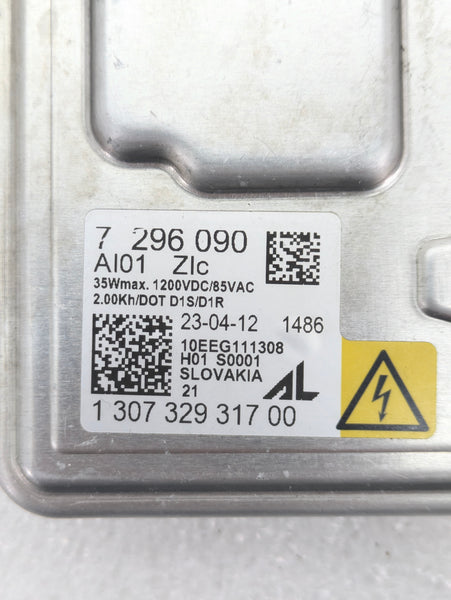 7 296 090
AI01 ZIc
35Wmax. 1200VDC/85VAC
2.00Kh/DOT D1S/D1R
23-04-12 1486
10EEG111308
H01 S0001
SLOVAKIA
21 AL
1 307 329 317 00